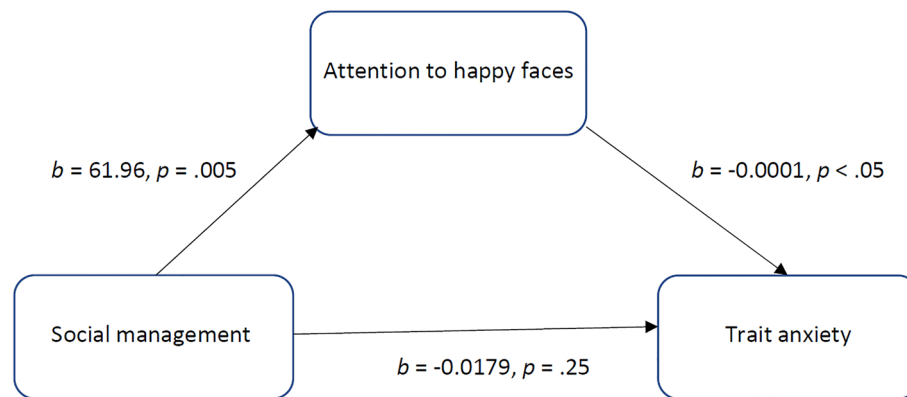 Attention to happy faces
b = 61.96, p = .005
b = -0.0001, p < .05
Social management
Trait anxiety
b = -0.0179, p = .25